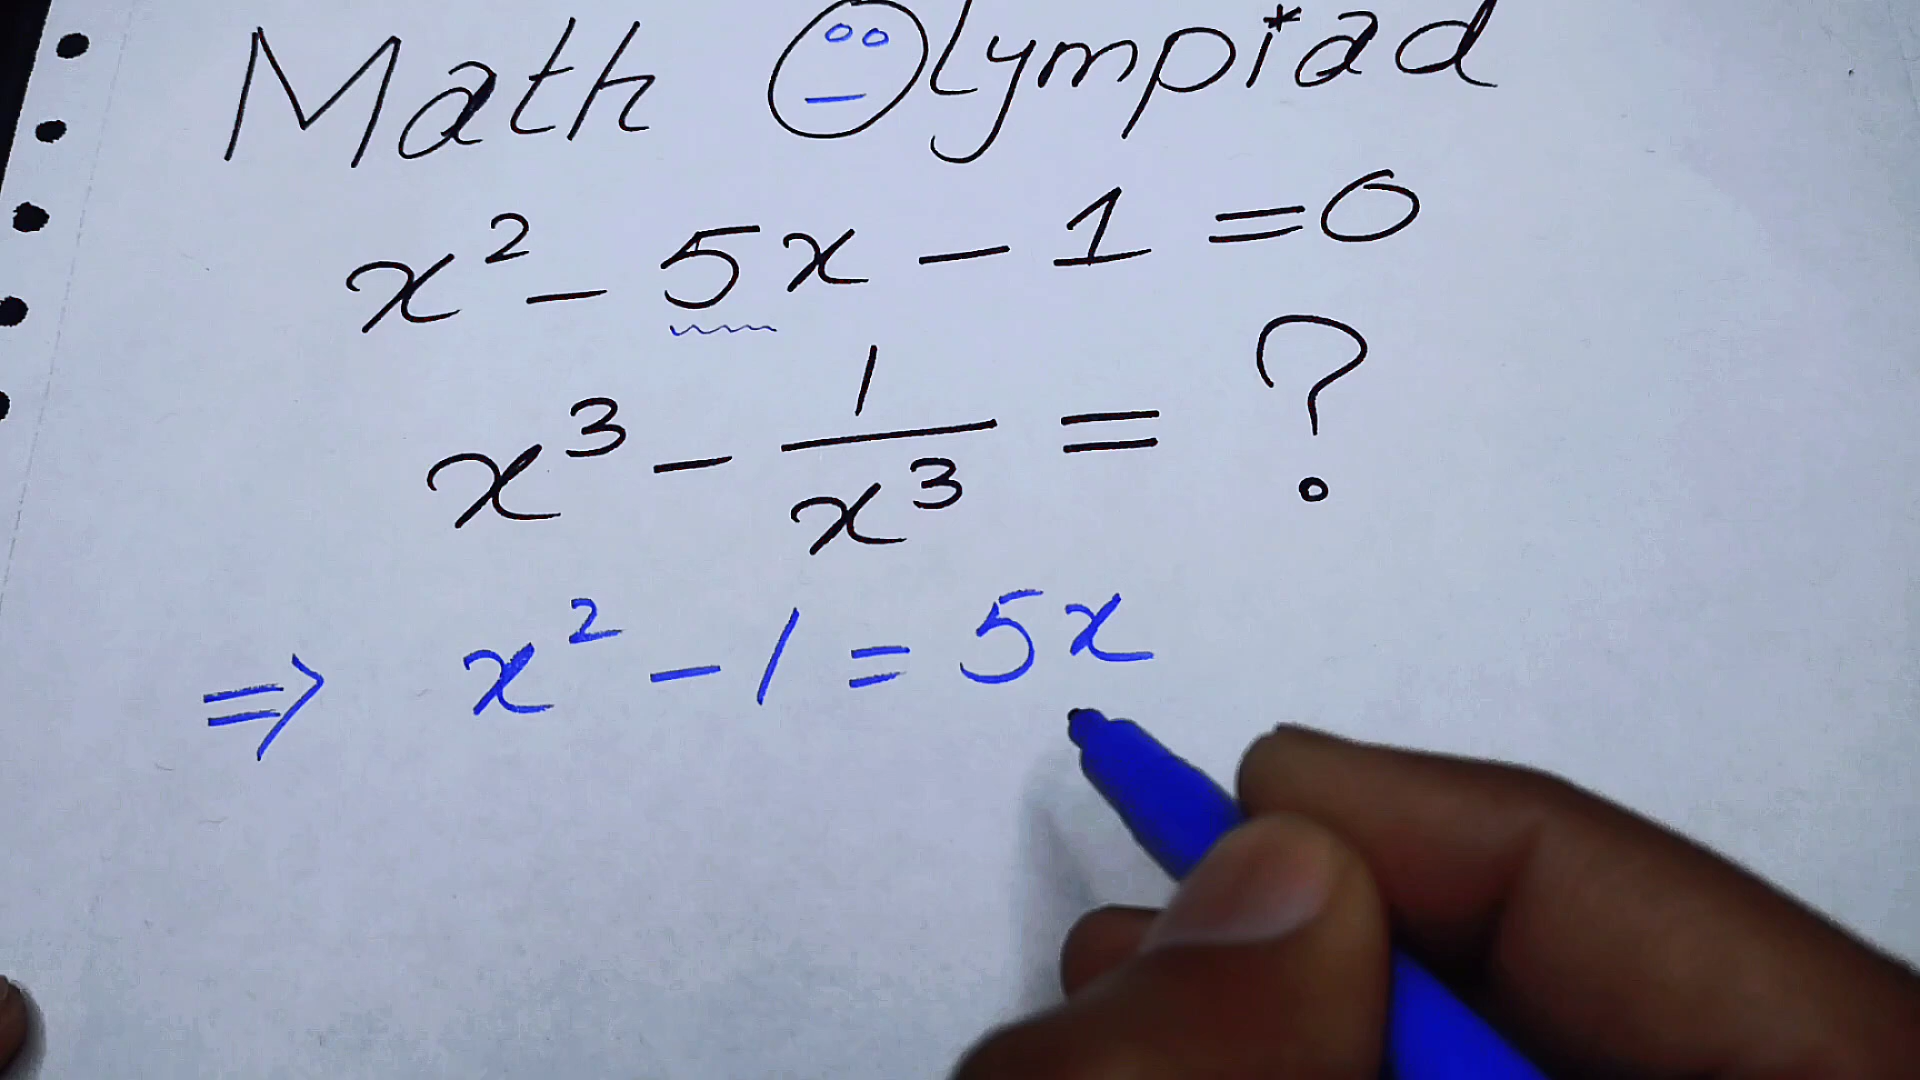 Math Olympiad
x² - 5x - 1 = 0
x³ - 1/x³ = ?
⇒ x² - 1 = 5x